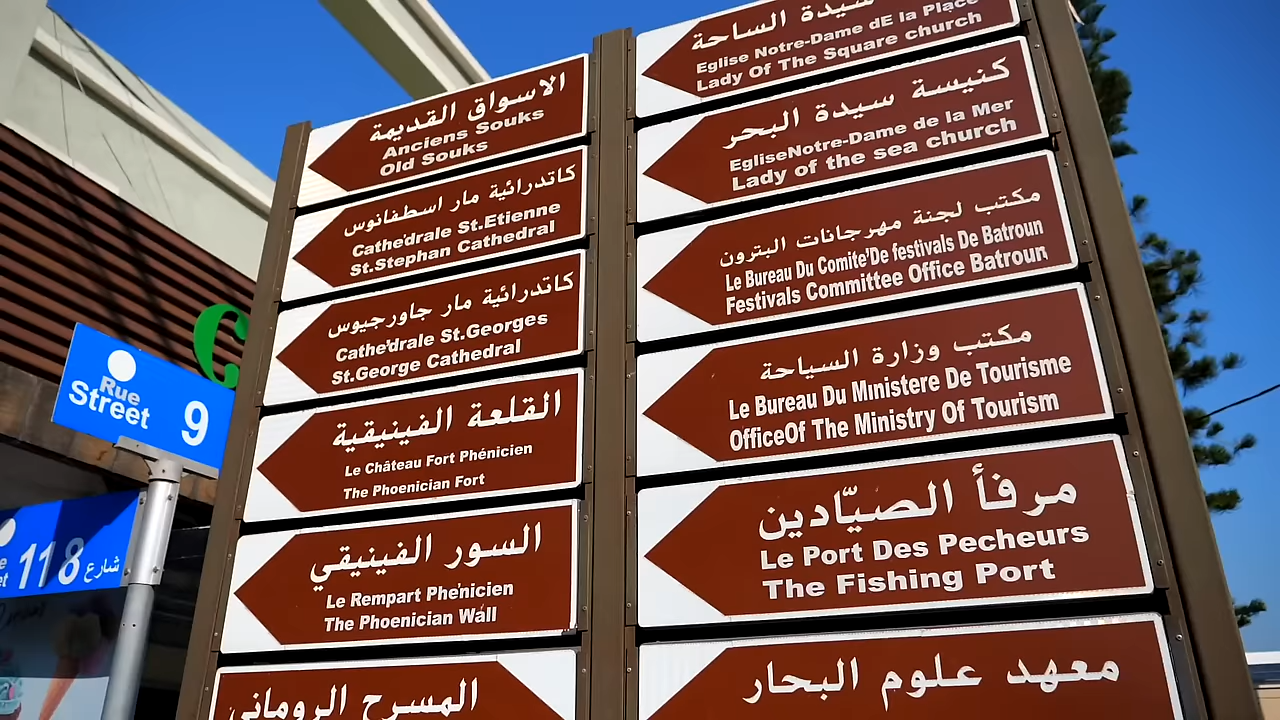 الاسواق القديمة
Anciens Souks
Old Souks
كاتدرائية مار اسطفانوس
Cathe'drale St.Etienne
St.Stephan Cathedral
كاتدرائية مار جاورجيوس
Cathe'drale St.Georges
St.George Cathedral
القلعة الفينيقية
Le Château Fort Phénicien
The Phoenician Fort
السور الفينيقي
Le Rempart Phénicien
The Phoenician Wall
المسرح الروماني
سيدة الساحة
Eglise Notre-Dame dE la Place
Lady Of The Square church
كنيسة سيدة البحر
EgliseNotre-Dame de la Mer
Lady of the sea church
مكتب لجنة مهرجانات البترون
Le Bureau Du Comite'De festivals De Batroun
Festivals Committee Office Batroun
مكتب وزارة السياحة
Le Bureau Du Mınistere De Tourisme
OfficeOf The Ministry Of Tourism
مرفأ الصيّادين
Le Port Des Pecheurs
The Fishing Port
معهد علوم البحار
Rue
Street 9
118 شارع